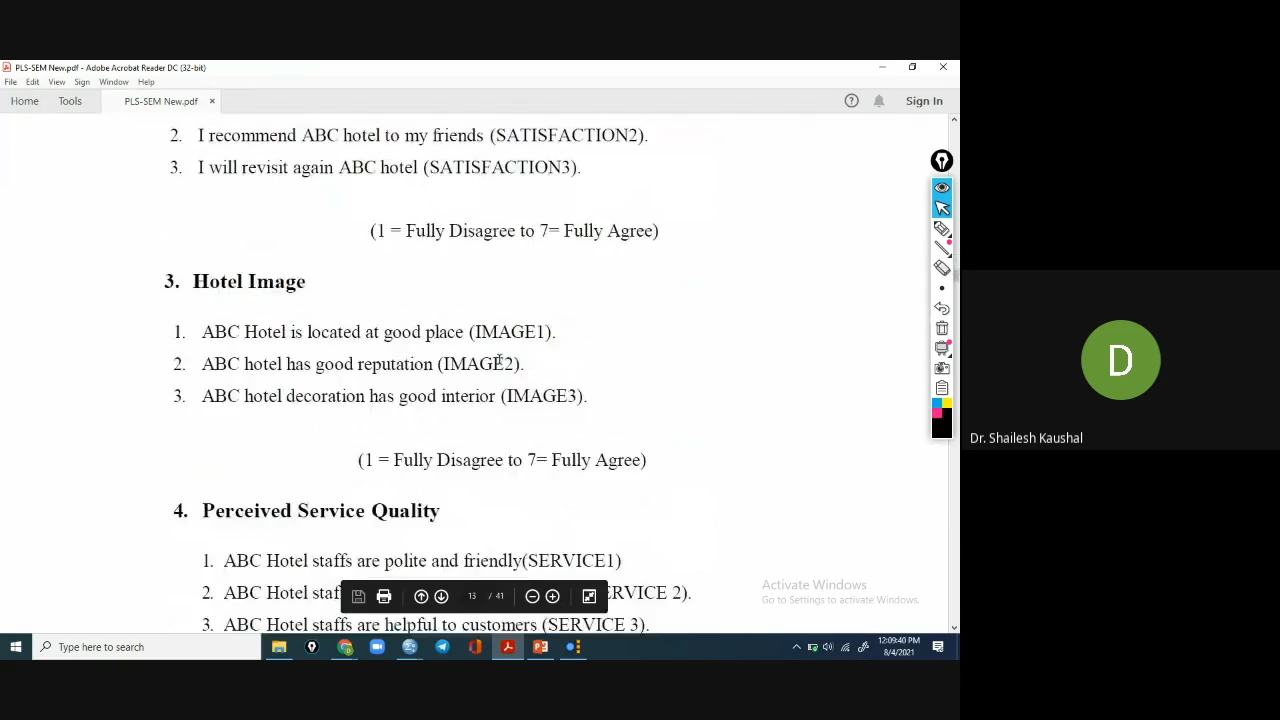 PLS-SEM New.pdf - Adobe Acrobat Reader DC (32-bit)
File Edit View Sign Window Help
Home Tools PLS-SEM New.pdf × Sign In
2. I recommend ABC hotel to my friends (SATISFACTION2).
3. I will revisit again ABC hotel (SATISFACTION3).
(1 = Fully Disagree to 7= Fully Agree)
3. Hotel Image
1. ABC Hotel is located at good place (IMAGE1).
2. ABC hotel has good reputation (IMAGE2).
3. ABC hotel decoration has good interior (IMAGE3).
(1 = Fully Disagree to 7= Fully Agree)
4. Perceived Service Quality
1. ABC Hotel staffs are polite and friendly(SERVICE1)
2. ABC Hotel 2).
3. ABC Hotel staffs are helpful to customers (SERVICE 3).
13 / 41
Activate Windows
Go to Settings to activate Windows.
Type here to search
12:09:40 PM
8/4/2021
D
Dr. Shailesh Kaushal